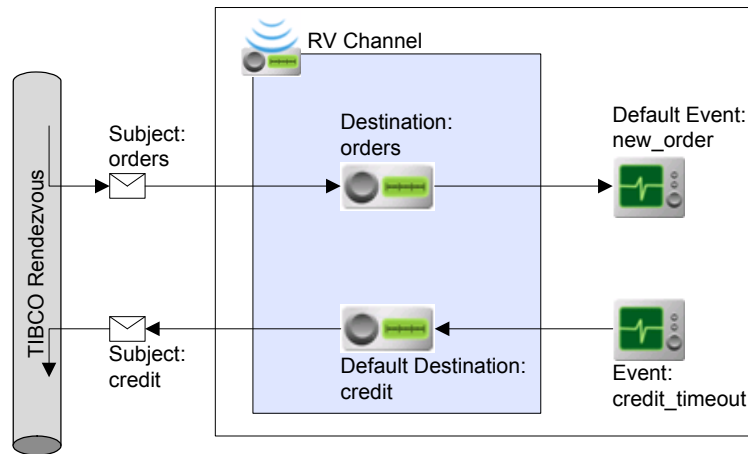 RV Channel
TIBCO Rendezvous
Subject:
orders
Destination:
orders
Default Event:
new_order
Subject:
credit
Default Destination:
credit
Event:
credit_timeout